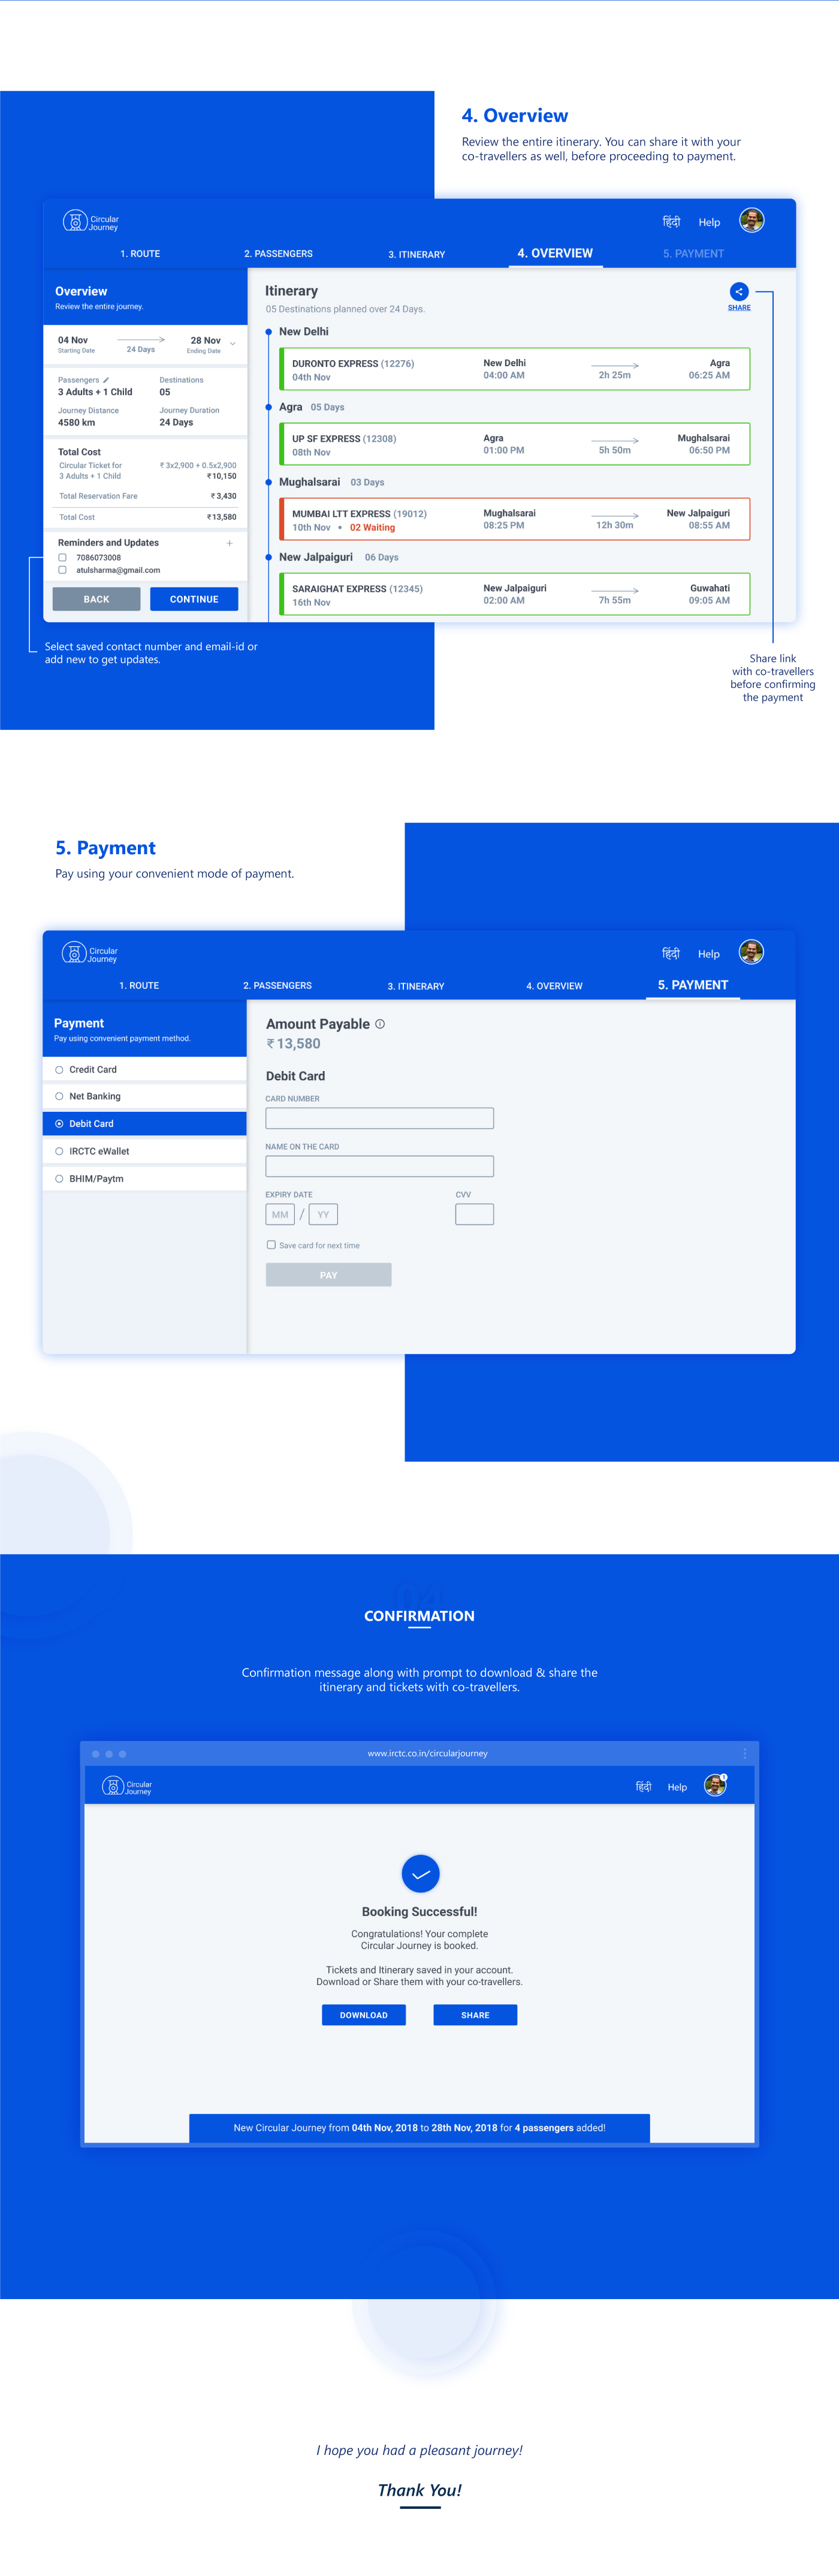 4. Overview
Review the entire itinerary. You can share it with your
co-travellers as well, before proceeding to payment.
Circular
Journey
हिंदी Help
1. ROUTE 2. PASSENGERS 3. ITINERARY 4. OVERVIEW 5. PAYMENT
Overview
Review the entire journey.
04 Nov 28 Nov
Starting Date 24 Days Ending Date
Passengers Destinations
3 Adults + 1 Child 05
Journey Distance Journey Duration
4580 km 24 Days
Total Cost
Circular Ticket for ₹ 3x2,900 + 0.5x2,900
3 Adults + 1 Child ₹ 10,150
Total Reservation Fare ₹ 3,430
Total Cost ₹ 13,580
Reminders and Updates +
7086073008
atulsharma@gmail.com
BACK CONTINUE
Itinerary
05 Destinations planned over 24 Days.
SHARE
New Delhi
DURONTO EXPRESS (12276) New Delhi Agra
04th Nov 04:00 AM 2h 25m 06:25 AM
Agra 05 Days
UP SF EXPRESS (12308) Agra Mughalsarai
08th Nov 01:00 PM 5h 50m 06:50 PM
Mughalsarai 03 Days
MUMBAI LTT EXPRESS (19012) Mughalsarai New Jalpaiguri
10th Nov • 02 Waiting 08:25 PM 12h 30m 08:55 AM
New Jalpaiguri 06 Days
SARAIGHAT EXPRESS (12345) New Jalpaiguri Guwahati
16th Nov 02:00 AM 7h 55m 09:05 AM
Select saved contact number and email-id or
add new to get updates.
Share link
with co-travellers
before confirming
the payment
5. Payment
Pay using your convenient mode of payment.
Circular
Journey
हिंदी Help
1. ROUTE 2. PASSENGERS 3. ITINERARY 4. OVERVIEW 5. PAYMENT
Payment
Pay using convenient payment method.
Credit Card
Net Banking
Debit Card
IRCTC eWallet
BHIM/Paytm
Amount Payable
₹ 13,580
Debit Card
CARD NUMBER
NAME ON THE CARD
EXPIRY DATE CVV
MM / YY
Save card for next time
PAY
04
CONFIRMATION
Confirmation message along with prompt to download & share the
itinerary and tickets with co-travellers.
www.irctc.co.in/circularjourney
Circular
Journey
हिंदी Help 1
Booking Successful!
Congratulations! Your complete
Circular Journey is booked.
Tickets and Itinerary saved in your account.
Download or Share them with your co-travellers.
DOWNLOAD SHARE
New Circular Journey from 04th Nov, 2018 to 28th Nov, 2018 for 4 passengers added!
I hope you had a pleasant journey!
Thank You!